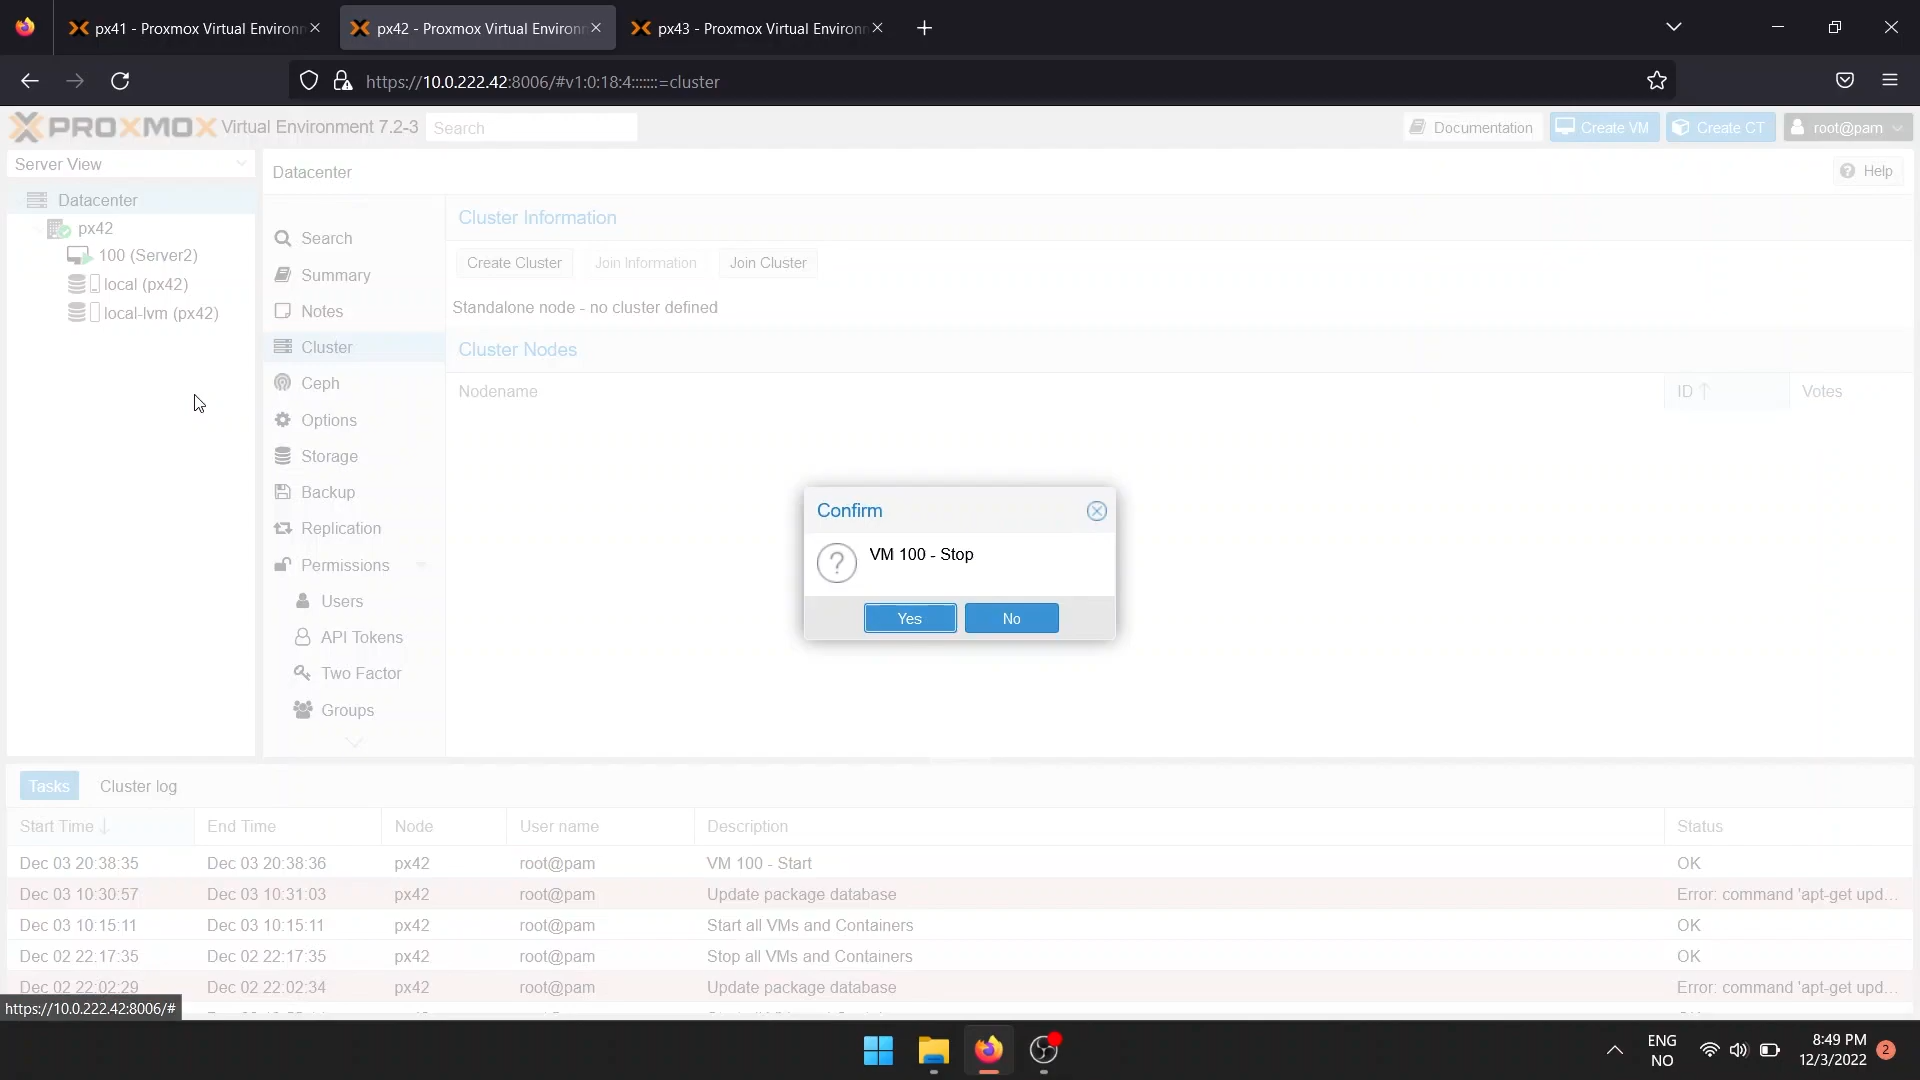 px41 - Proxmox Virtual Environ
px42 - Proxmox Virtual Environ
px43 - Proxmox Virtual Environ
https://10.0.222.42:8006/#v1:0:18:4:::::::=cluster
PROXMOX Virtual Environment 7.2-3
Search
Documentation
Create VM
Create CT
root@pam
Server View
Datacenter
px42
100 (Server2)
local (px42)
local-lvm (px42)
Datacenter
Help
Search
Summary
Notes
Cluster
Ceph
Options
Storage
Backup
Replication
Permissions
Users
API Tokens
Two Factor
Groups
Cluster Information
Create Cluster
Join Information
Join Cluster
Standalone node - no cluster defined
Cluster Nodes
Nodename
ID
Votes
Confirm
VM 100 - Stop
Yes
No
Tasks
Cluster log
Start Time End Time Node User name Description Status
Dec 03 20:38:35 Dec 03 20:38:36 px42 root@pam VM 100 - Start OK
Dec 03 10:30:57 Dec 03 10:31:03 px42 root@pam Update package database Error: command 'apt-get upd...
Dec 03 10:15:11 Dec 03 10:15:11 px42 root@pam Start all VMs and Containers OK
Dec 02 22:17:35 Dec 02 22:17:35 px42 root@pam Stop all VMs and Containers OK
Dec 02 22:02:29 Dec 02 22:02:34 px42 root@pam Update package database Error: command 'apt-get upd...
https://10.0.222.42:8006/#
ENG
NO
8:49 PM
12/3/2022
2